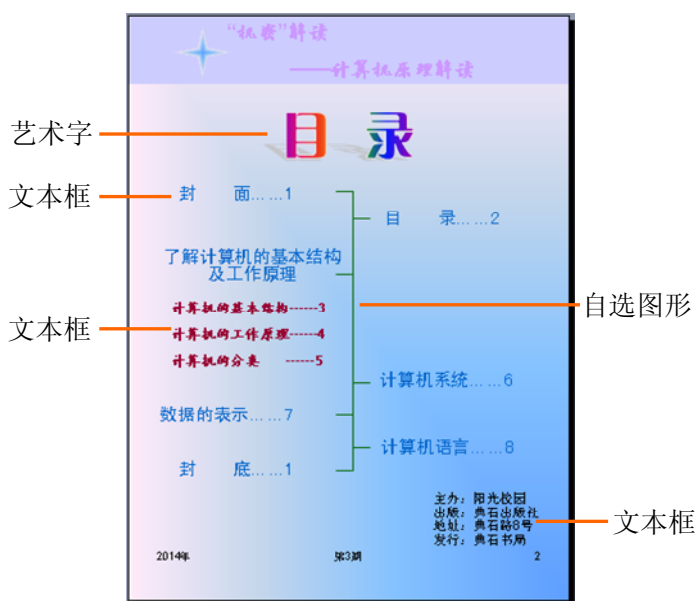 “机密”解读
——计算机原理解读
艺术字
目 录
文本框
封 面……1
目 录……2
了解计算机的基本结构
及工作原理
自选图形
计算机的基本结构------3
文本框
计算机的工作原理------4
计算机的分类 ------5
计算机系统……6
数据的表示……7
计算机语言……8
封 底……1
主办：阳光校园
出版：典石出版社
地址：典石路8号
发行：典石书局
文本框
2014年
第3期
2